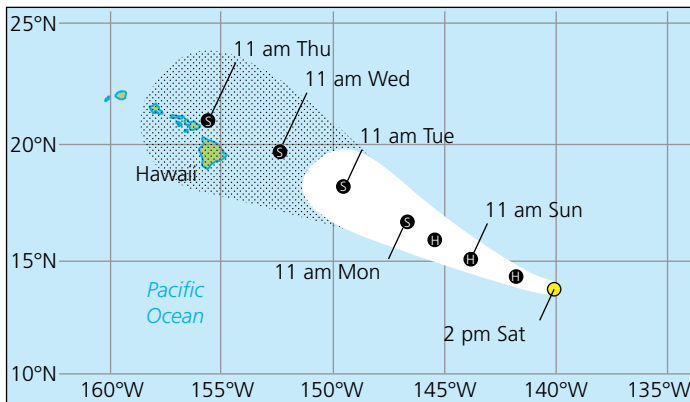 25°N
11 am Thu
11 am Wed
11 am Tue
S
20°N
S
Hawaii
S
11 am Sun
S
H
H
H
15°N
11 am Mon
Pacific
Ocean
2 pm Sat
10°N
160°W
155°W
150°W
145°W
140°W
135°W